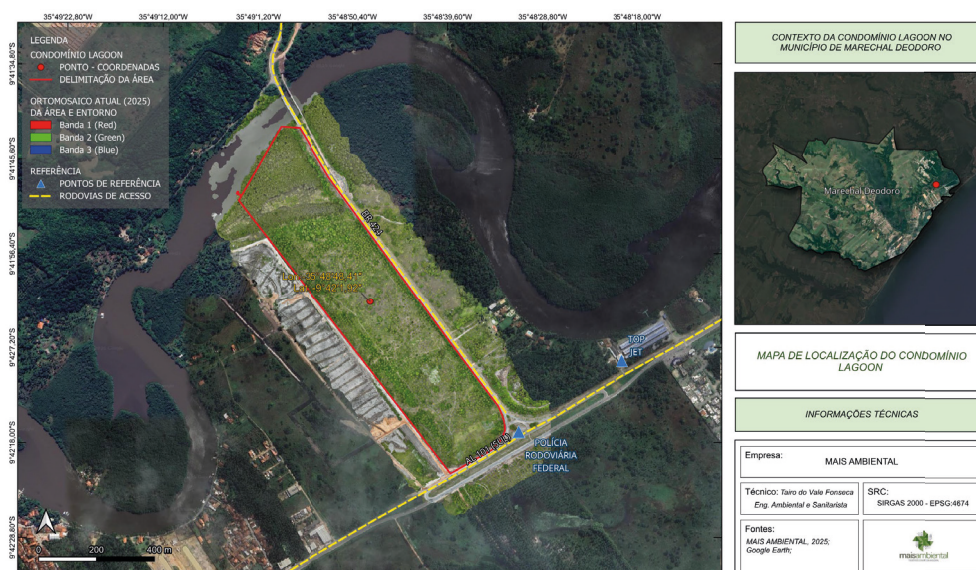 35°49'22,80"O
35°49'12,00"O
35°49'1,20"O
35°48'50,40"O
35°48'39,60"O
35°48'28,80"O
35°48'18,00"O
9°41'34,80"S
9°41'45,60"S
9°41'56,40"S
9°42'7,20"S
9°42'18,00"S
9°42'28,80"S
LEGENDA
CONDOMÍNIO LAGOON
PONTO - COORDENADAS
DELIMITAÇÃO DA ÁREA
ORTOMOSAICO ATUAL (2025)
DA ÁREA E ENTORNO
Banda 1 (Red)
Banda 2 (Green)
Banda 3 (Blue)
REFERÊNCIA
PONTOS DE REFERÊNCIA
RODOVIAS DE ACESSO
BR-424
TOP
JET
POLÍCIA
RODOVIÁRIA
FEDERAL
AL-101 (SUL)
0 200 400 m
CONTEXTO DA CONDOMÍNIO LAGOON NO
MUNICÍPIO DE MARECHAL DEODORO
Marechal Deodoro
MAPA DE LOCALIZAÇÃO DO CONDOMÍNIO
LAGOON
INFORMAÇÕES TÉCNICAS
Empresa:
MAIS AMBIENTAL
Técnico: Tairo do Vale Fonseca
Eng. Ambiental e Sanitarista
SRC:
SIRGAS 2000 - EPSG:4674
Fontes:
MAIS AMBIENTAL, 2025;
Google Earth;
maisambiental